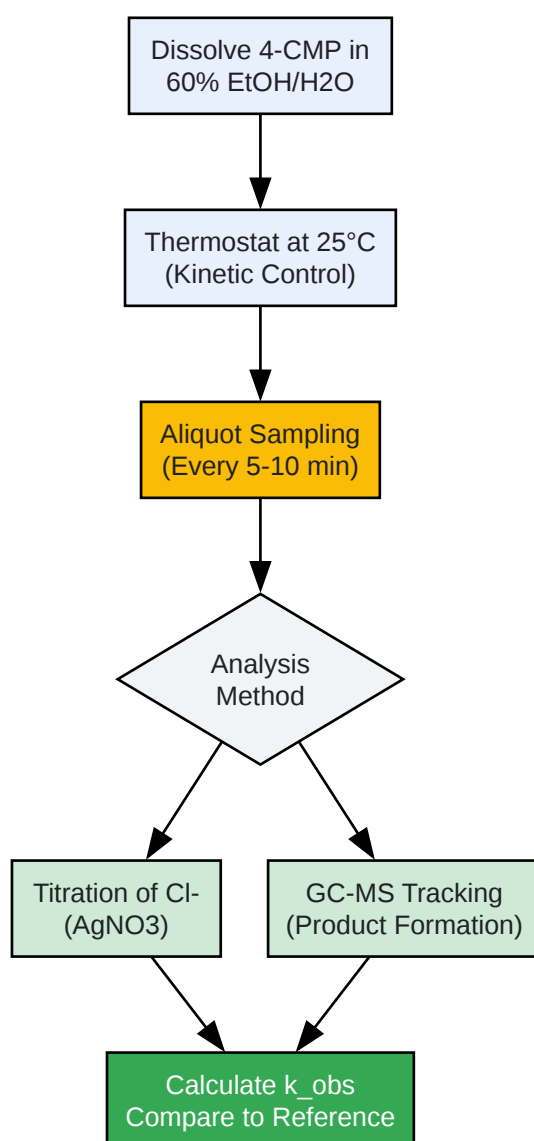 Dissolve 4-CMP in
60% EtOH/H2O
Thermostat at 25°C
(Kinetic Control)
Aliquot Sampling
(Every 5-10 min)
Analysis
Method
Titration of Cl-
(AgNO3)
GC-MS Tracking
(Product Formation)
Calculate k_obs
Compare to Reference